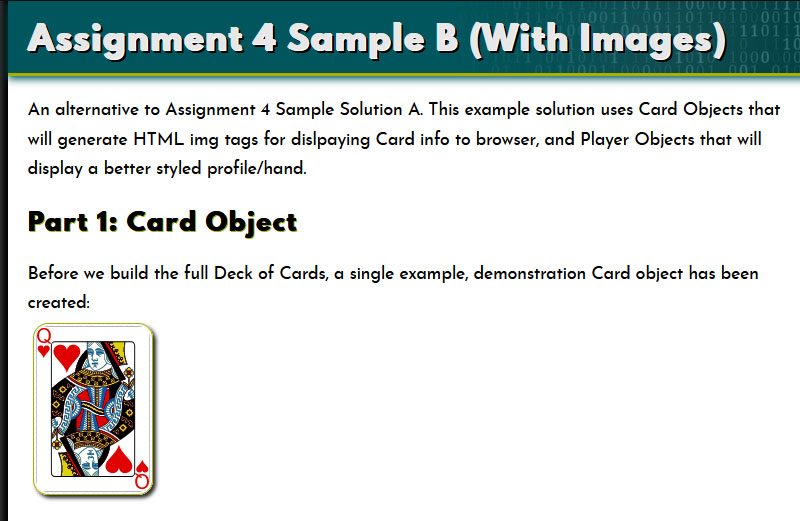 Assignment 4 Sample B (With Images)
An alternative to Assignment 4 Sample Solution A. This example solution uses Card Objects that
will generate HTML img tags for dislpaying Card info to browser, and Player Objects that will
display a better styled profile/hand.
Part 1: Card Object
Before we build the full Deck of Cards, a single example, demonstration Card object has been
created:
Q
Q